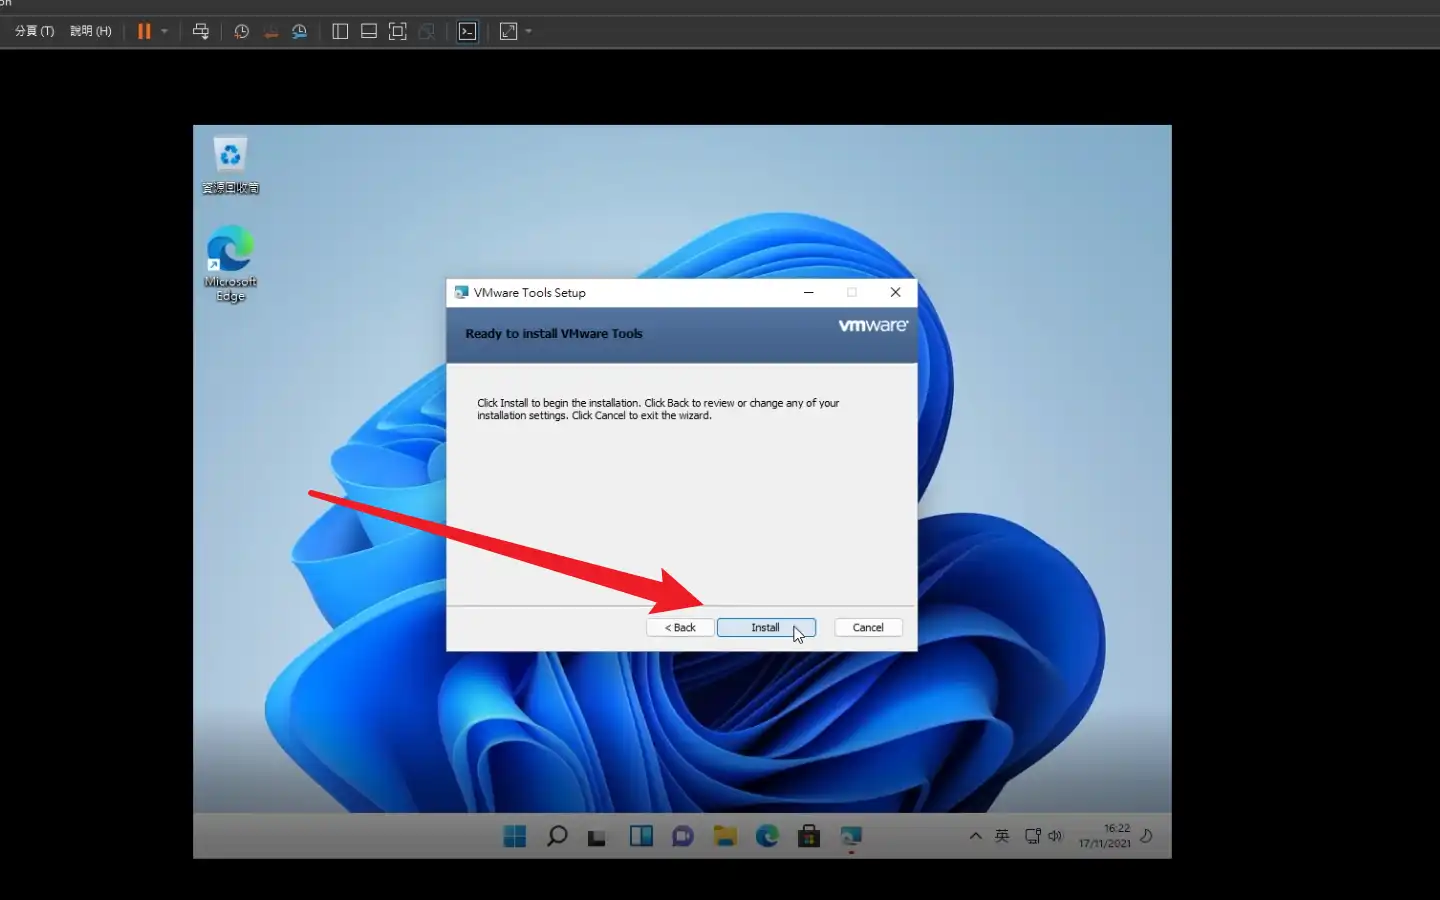 on
分頁 (T) 說明 (H)
資源回收筒
Microsoft
Edge
VMware Tools Setup
Ready to install VMware Tools
vmware
Click Install to begin the installation. Click Back to review or change any of your
installation settings. Click Cancel to exit the wizard.
< Back Install Cancel
英
16:22
17/11/2021